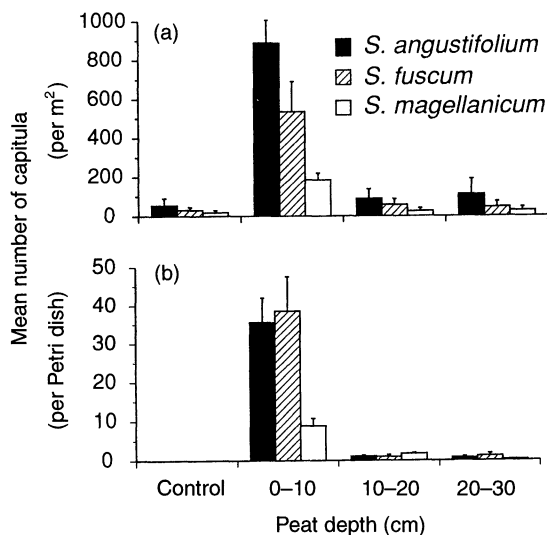 (a)
S. angustifolium
S. fuscum
S. magellanicum
1000
800
600
400
200
0
Mean number of capitula
(per m²)
(b)
50
40
30
20
10
0
(per Petri dish)
Control 0–10 10–20 20–30
Peat depth (cm)